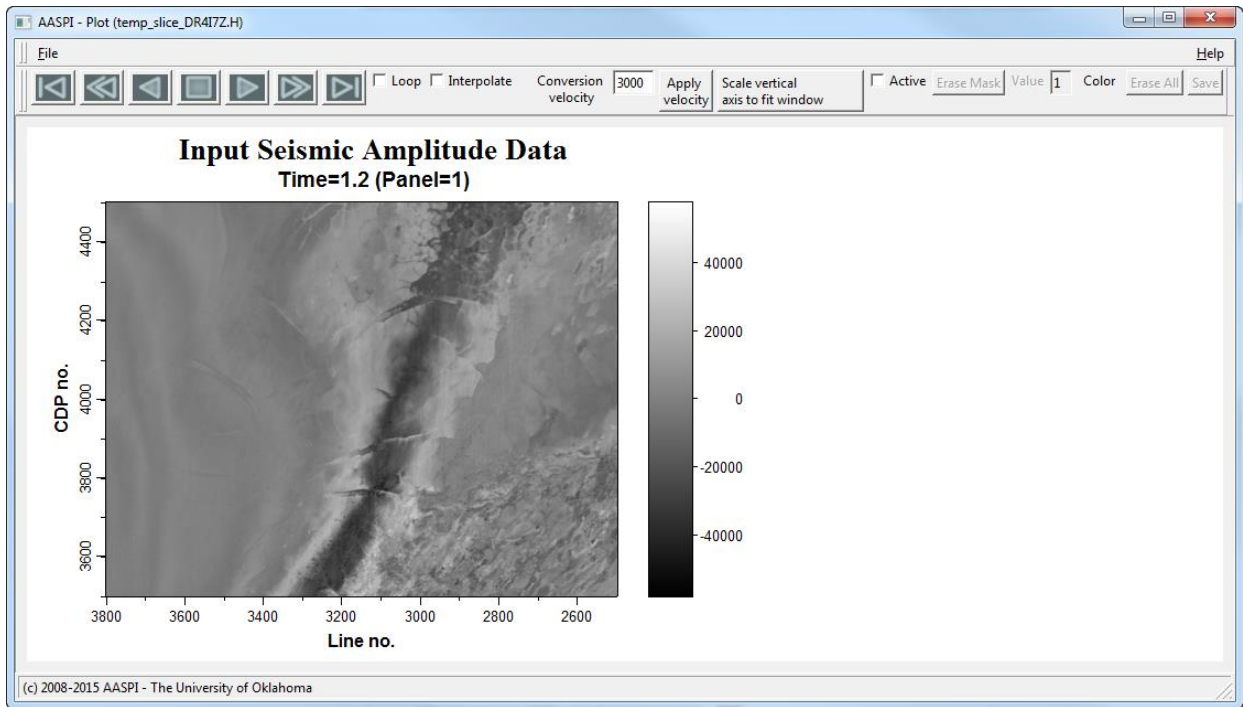 AASPI - Plot (temp_slice_DR4I7Z.H)
File
Help
Loop
Interpolate
Conversion
velocity
3000
Apply
velocity
Scale vertical
axis to fit window
Active
Erase Mask
Value
1
Color
Erase All
Save
Input Seismic Amplitude Data
Time=1.2 (Panel=1)
CDP no.
4400
4200
4000
3800
3600
3800
3600
3400
3200
3000
2800
2600
Line no.
40000
20000
0
-20000
-40000
(c) 2008-2015 AASPI - The University of Oklahoma